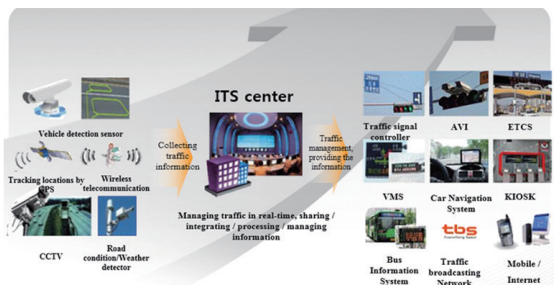 ITS center
Vehicle detection sensor
Tracking locations by
GPS
Wireless
telecommunication
CCTV
Road
condition/Weather
detector
Collecting
traffic
information
Managing traffic in real-time, sharing /
integrating / processing / managing
information
Traffic
management,
providing the
information
Traffic signal
controller
AVI
ETCS
VMS
Car Navigation
System
KIOSK
Bus
Information
System
tbs
Traffic
broadcasting
Network
Mobile /
Internet